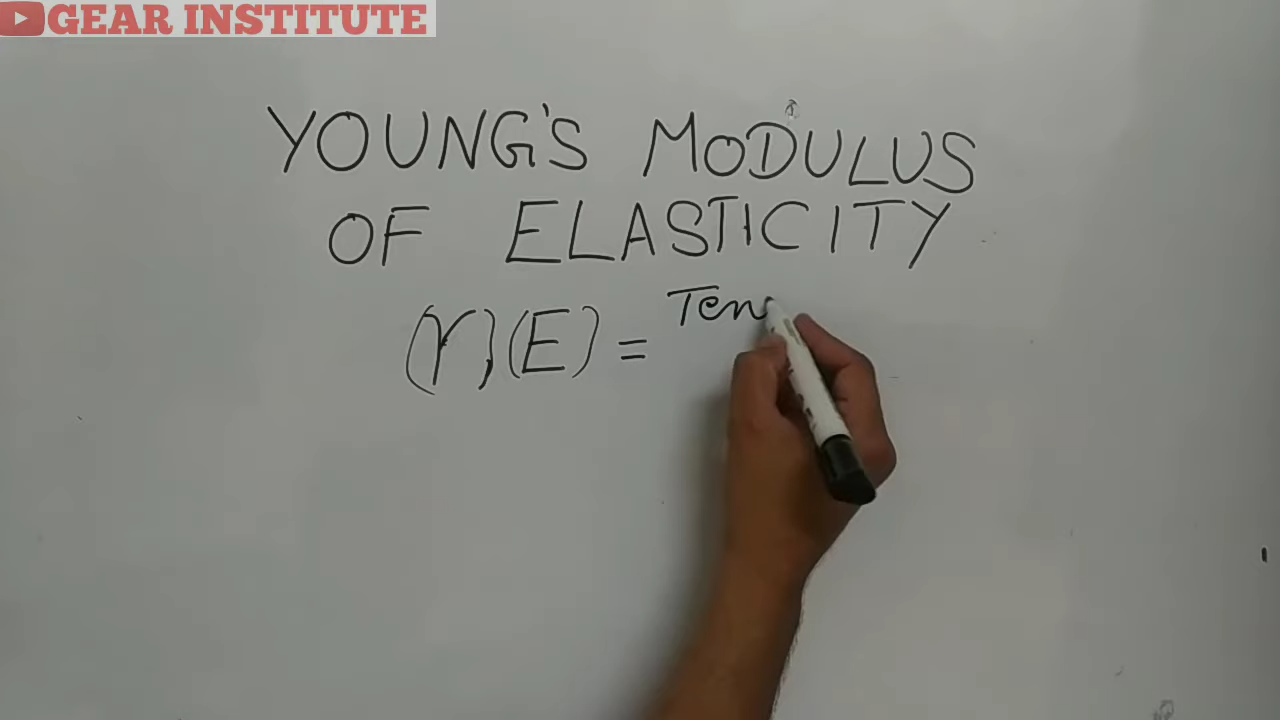 GEAR INSTITUTE
YOUNG'S MODULUS
OF ELASTICITY
(Y)(E) = Ten